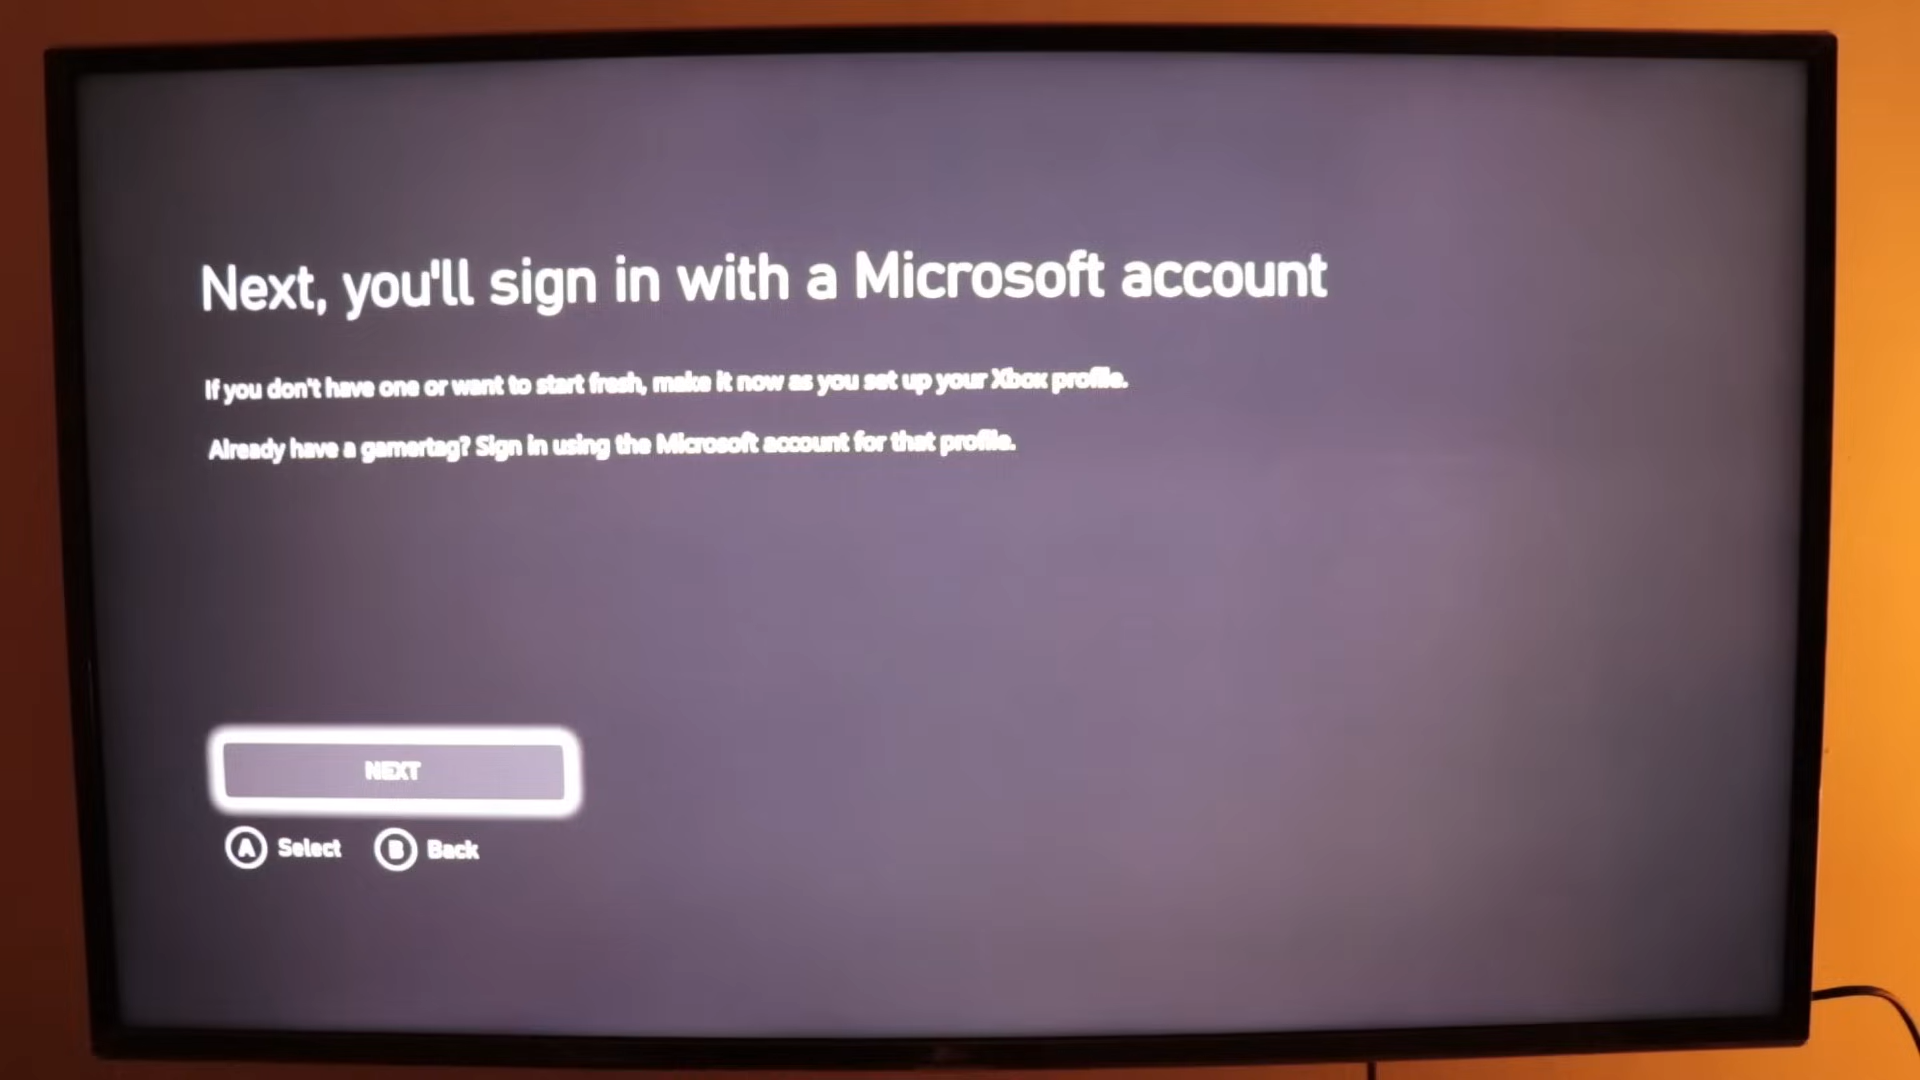 Next, you'll sign in with a Microsoft account
If you don't have one or want to start fresh, make it now as you set up your Xbox profile.
Already have a gamertag? Sign in using the Microsoft account for that profile.
NEXT
A Select B Back